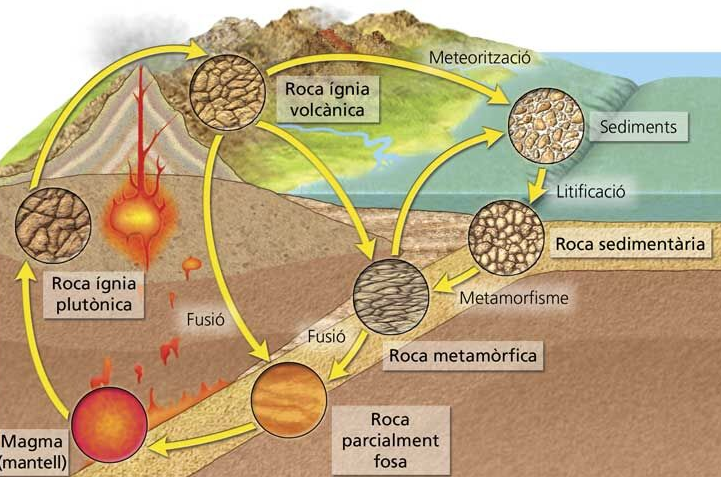 Meteorització
Roca ígnia
volcànica
Sediments
Litificació
Roca sedimentària
Roca ígnia
plutònica
Metamorfisme
Fusió
Fusió
Roca metamòrfica
Roca
parcialment
fosa
Magma
(mantell)